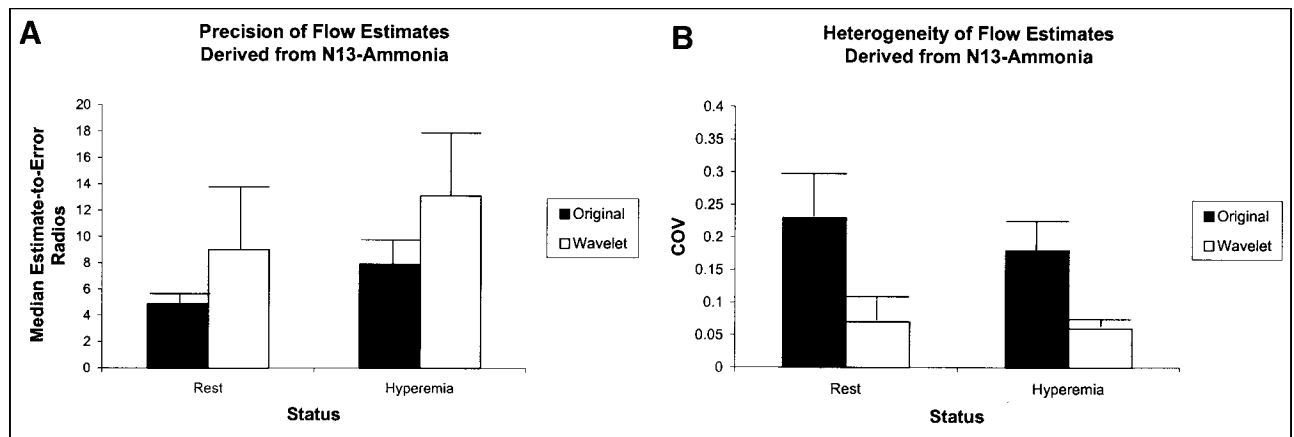 A
Precision of Flow Estimates
Derived from N13-Ammonia
Median Estimate-to-Error
Radios
20
18
16
14
12
10
8
6
4
2
0
Rest
Hyperemia
Status
Original
Wavelet
B
Heterogeneity of Flow Estimates
Derived from N13-Ammonia
COV
0.4
0.35
0.3
0.25
0.2
0.15
0.1
0.05
0
Rest
Hyperemia
Status
Original
Wavelet